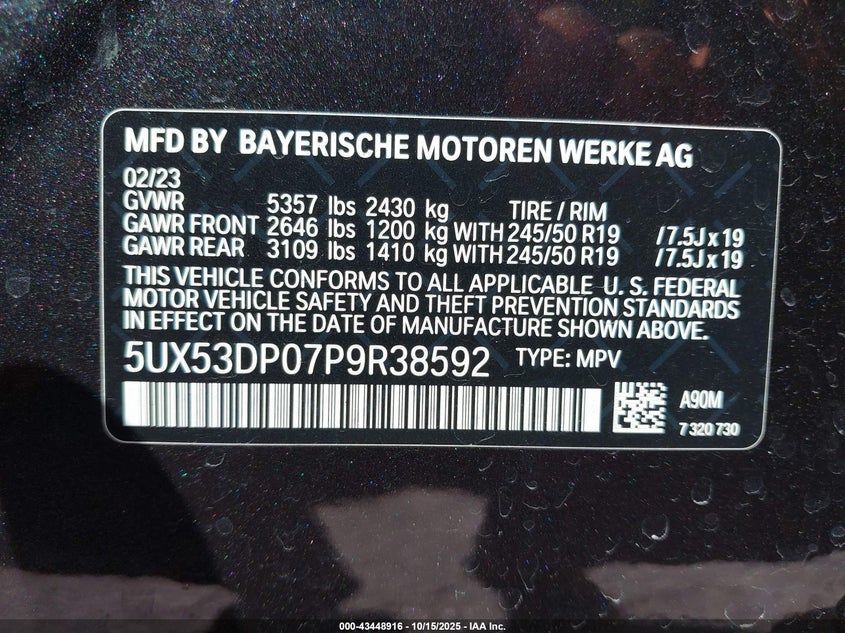 MFD BY BAYERISCHE MOTOREN WERKE AG
02/23
GVWR 5357 lbs 2430 kg TIRE / RIM
GAWR FRONT 2646 lbs 1200 kg WITH 245/50 R19 /7.5J x 19
GAWR REAR 3109 lbs 1410 kg WITH 245/50 R19 /7.5J x 19
THIS VEHICLE CONFORMS TO ALL APPLICABLE U. S. FEDERAL
MOTOR VEHICLE SAFETY AND THEFT PREVENTION STANDARDS
IN EFFECT ON THE DATE OF MANUFACTURE SHOWN ABOVE.
5UX53DP07P9R38592 TYPE: MPV
A90M
7 320 730
000-43448916 - 10/15/2025 - IAA Inc.